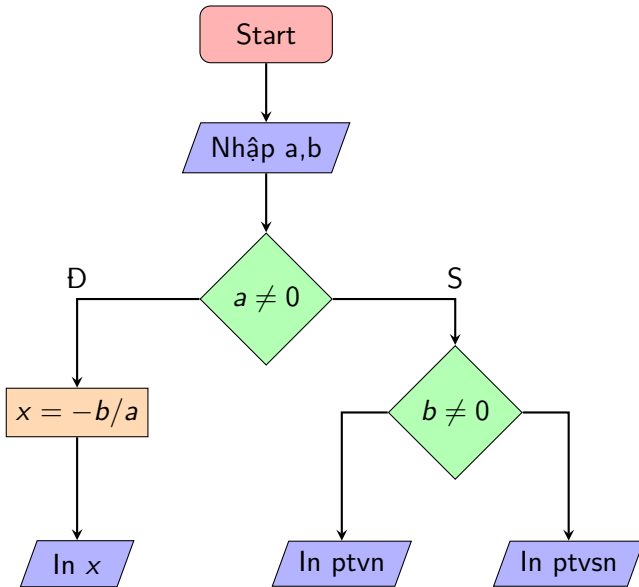 Start
Nhập a,b
Đ
a ≠ 0
S
x = −b/a
b ≠ 0
In x
In ptvn
In ptvsn